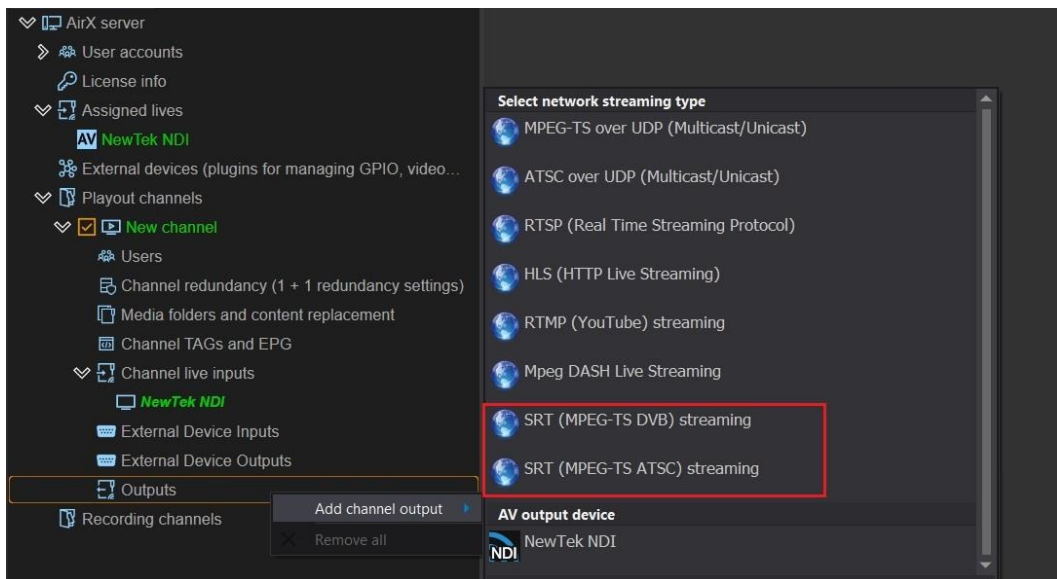 AirX server
User accounts
License info
Assigned lives
AV NewTek NDI
External devices (plugins for managing GPIO, video...
Playout channels
New channel
Users
Channel redundancy (1 + 1 redundancy settings)
Media folders and content replacement
Channel TAGs and EPG
Channel live inputs
NewTek NDI
External Device Inputs
External Device Outputs
Outputs
Recording channels
Add channel output
Remove all
Select network streaming type
MPEG-TS over UDP (Multicast/Unicast)
ATSC over UDP (Multicast/Unicast)
RTSP (Real Time Streaming Protocol)
HLS (HTTP Live Streaming)
RTMP (YouTube) streaming
Mpeg DASH Live Streaming
SRT (MPEG-TS DVB) streaming
SRT (MPEG-TS ATSC) streaming
AV output device
NDI NewTek NDI